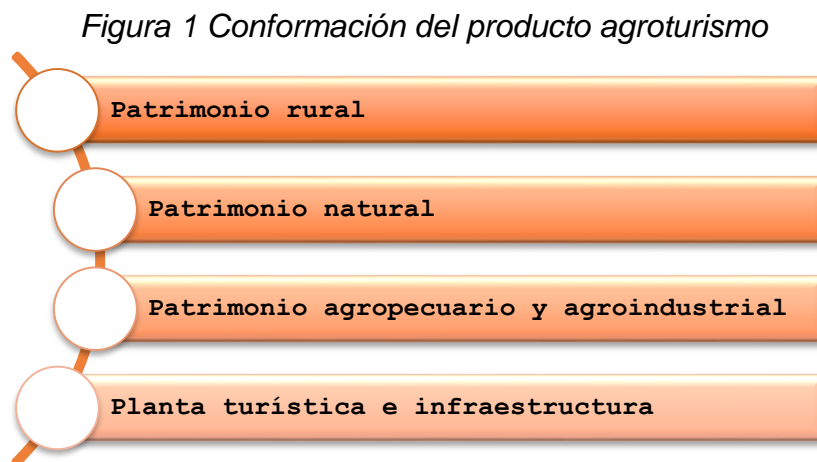 Figura 1 Conformación del producto agroturismo
Patrimonio rural
Patrimonio natural
Patrimonio agropecuario y agroindustrial
Planta turística e infraestructura